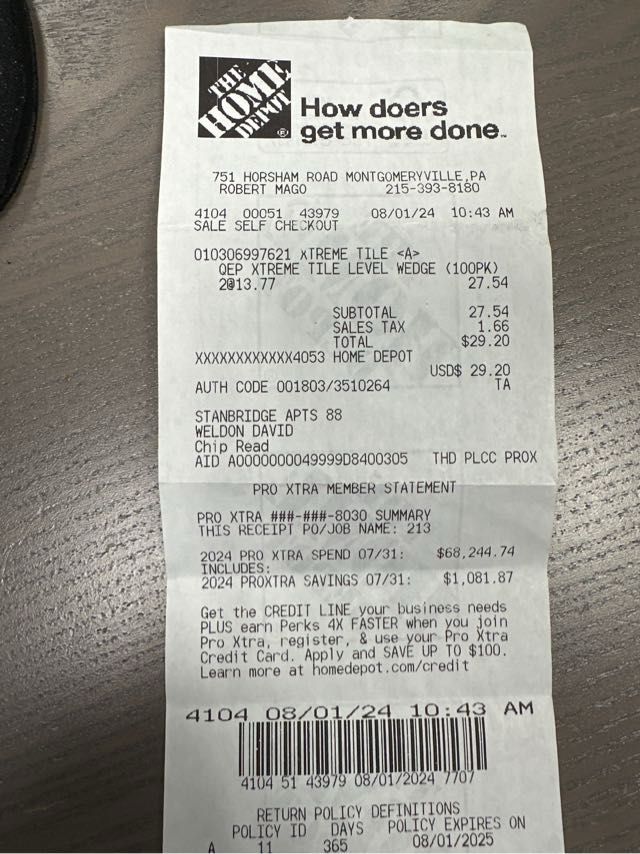 THE
HOME
DEPOT
How doers
get more done.™
751 HORSHAM ROAD MONTGOMERYVILLE,PA
ROBERT MAGO 215-393-8180
4104 00051 43979 08/01/24 10:43 AM
SALE SELF CHECKOUT
010306997621 XTREME TILE <A>
QEP XTREME TILE LEVEL WEDGE (100PK)
2@13.77 27.54
SUBTOTAL 27.54
SALES TAX 1.66
TOTAL $29.20
XXXXXXXXXXXX4053 HOME DEPOT
USD$ 29.20
AUTH CODE 001803/3510264 TA
STANBRIDGE APTS 88
WELDON DAVID
Chip Read
AID A0000000049999D8400305 THD PLCC PROX
PRO XTRA MEMBER STATEMENT
PRO XTRA ###-###-8030 SUMMARY
THIS RECEIPT PO/JOB NAME: 213
2024 PRO XTRA SPEND 07/31: $68,244.74
INCLUDES:
2024 PROXTRA SAVINGS 07/31: $1,081.87
Get the CREDIT LINE your business needs
PLUS earn Perks 4X FASTER when you join
Pro Xtra, register, & use your Pro Xtra
Credit Card. Apply and SAVE UP TO $100.
Learn more at homedepot.com/credit
4104 08/01/24 10:43 AM
4104 51 43979 08/01/2024 7707
RETURN POLICY DEFINITIONS
POLICY ID DAYS POLICY EXPIRES ON
A 11 365 08/01/2025